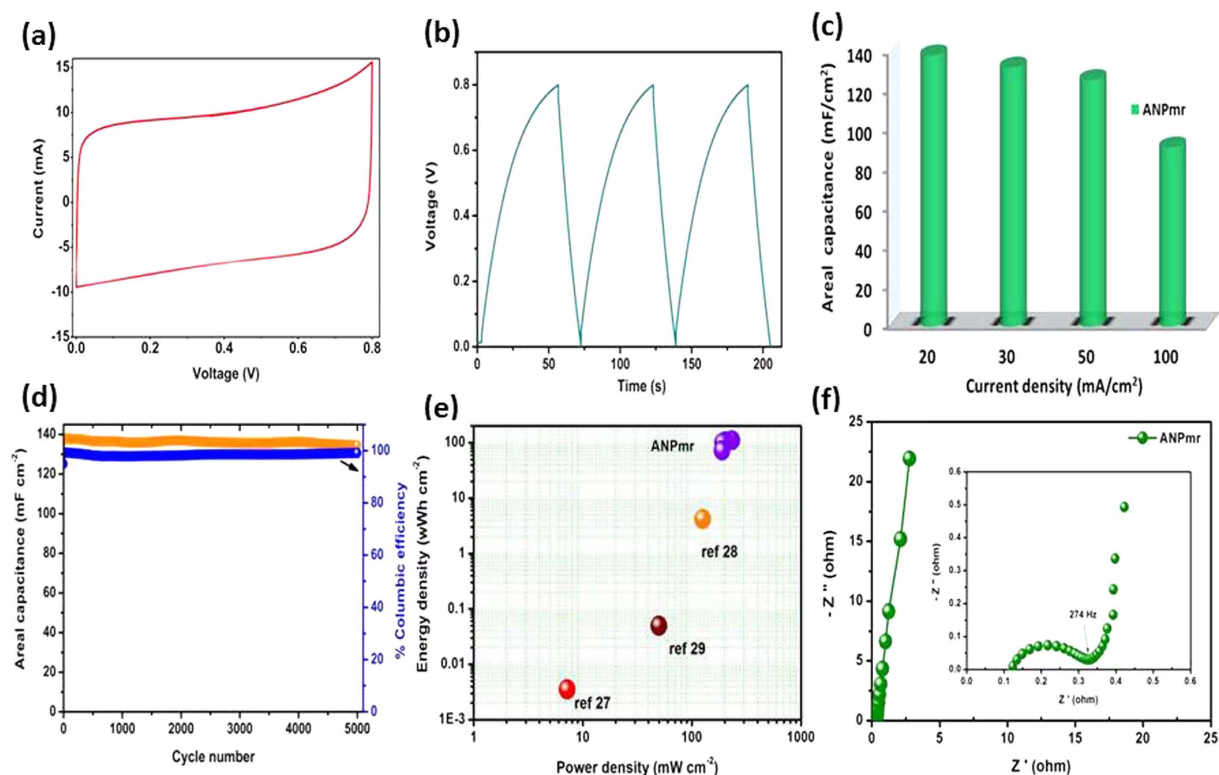 (a)
15
10
5
0
-5
-10
-15
0.0 0.2 0.4 0.6 0.8
Current (mA)
Voltage (V)
(b)
0.8
0.6
0.4
0.2
0.0
0 50 100 150 200
Voltage (V)
Time (s)
(c)
140
120
100
80
60
40
20
0
20 30 50 100
Areal capacitance (mF/cm²)
Current density (mA/cm²)
ANPmr
(d)
140
120
100
80
60
40
20
0
0 1000 2000 3000 4000 5000
100
80
60
40
20
0
Areal capacitance (mF cm⁻²)
Cycle number
% Columbic efficiency
(e)
100
10
1
0.1
0.01
1E-3
1 10 100 1000
Energy density (wWh cm⁻²)
Power density (mW cm⁻²)
ANPmr
ref 28
ref 29
ref 27
(f)
25
20
15
10
5
0
0 5 10 15 20 25
- Z '' (ohm)
Z ' (ohm)
ANPmr
0.6
0.5
0.4
0.3
0.2
0.1
0.0
0.0 0.1 0.2 0.3 0.4 0.5 0.6
- Z '' (ohm)
Z ' (ohm)
274 Hz